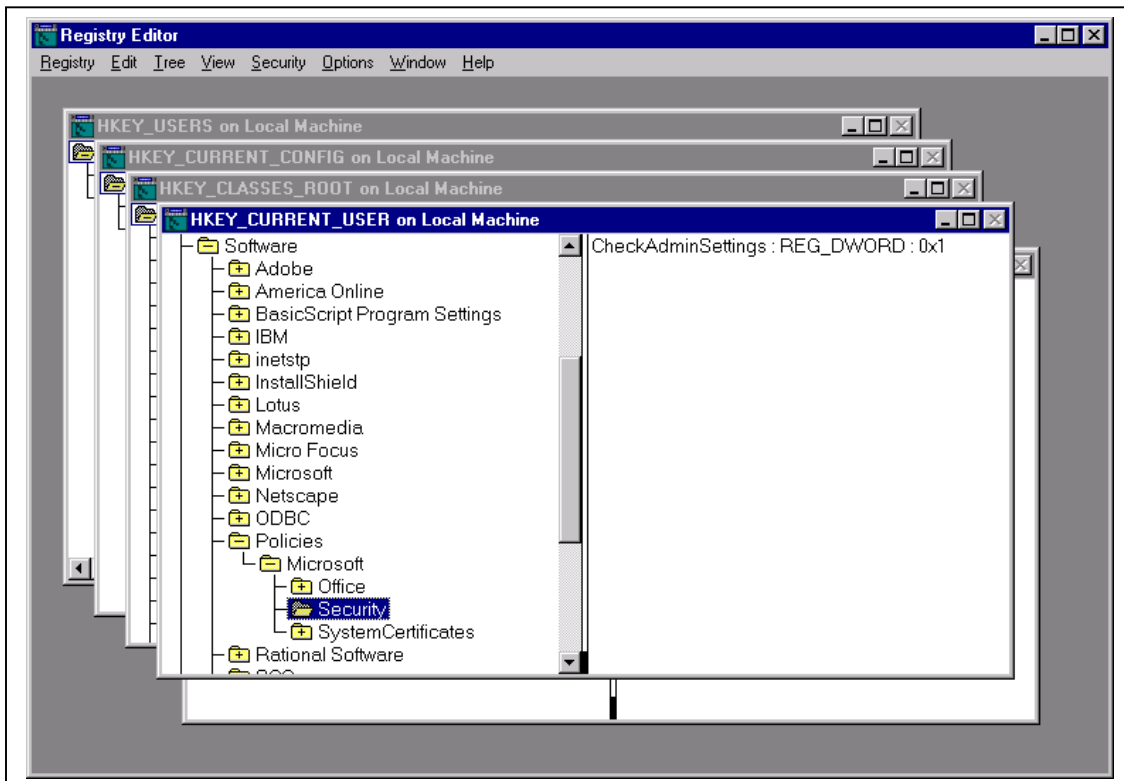 Registry Editor
Registry Edit Tree View Security Options Window Help
HKEY_USERS on Local Machine
HKEY_CURRENT_CONFIG on Local Machine
HKEY_CLASSES_ROOT on Local Machine
HKEY_CURRENT_USER on Local Machine
Software
CheckAdminSettings : REG_DWORD : 0x1
Adobe
America Online
BasicScript Program Settings
IBM
inetstp
InstallShield
Lotus
Macromedia
Micro Focus
Microsoft
Netscape
ODBC
Policies
Microsoft
Office
Security
SystemCertificates
Rational Software